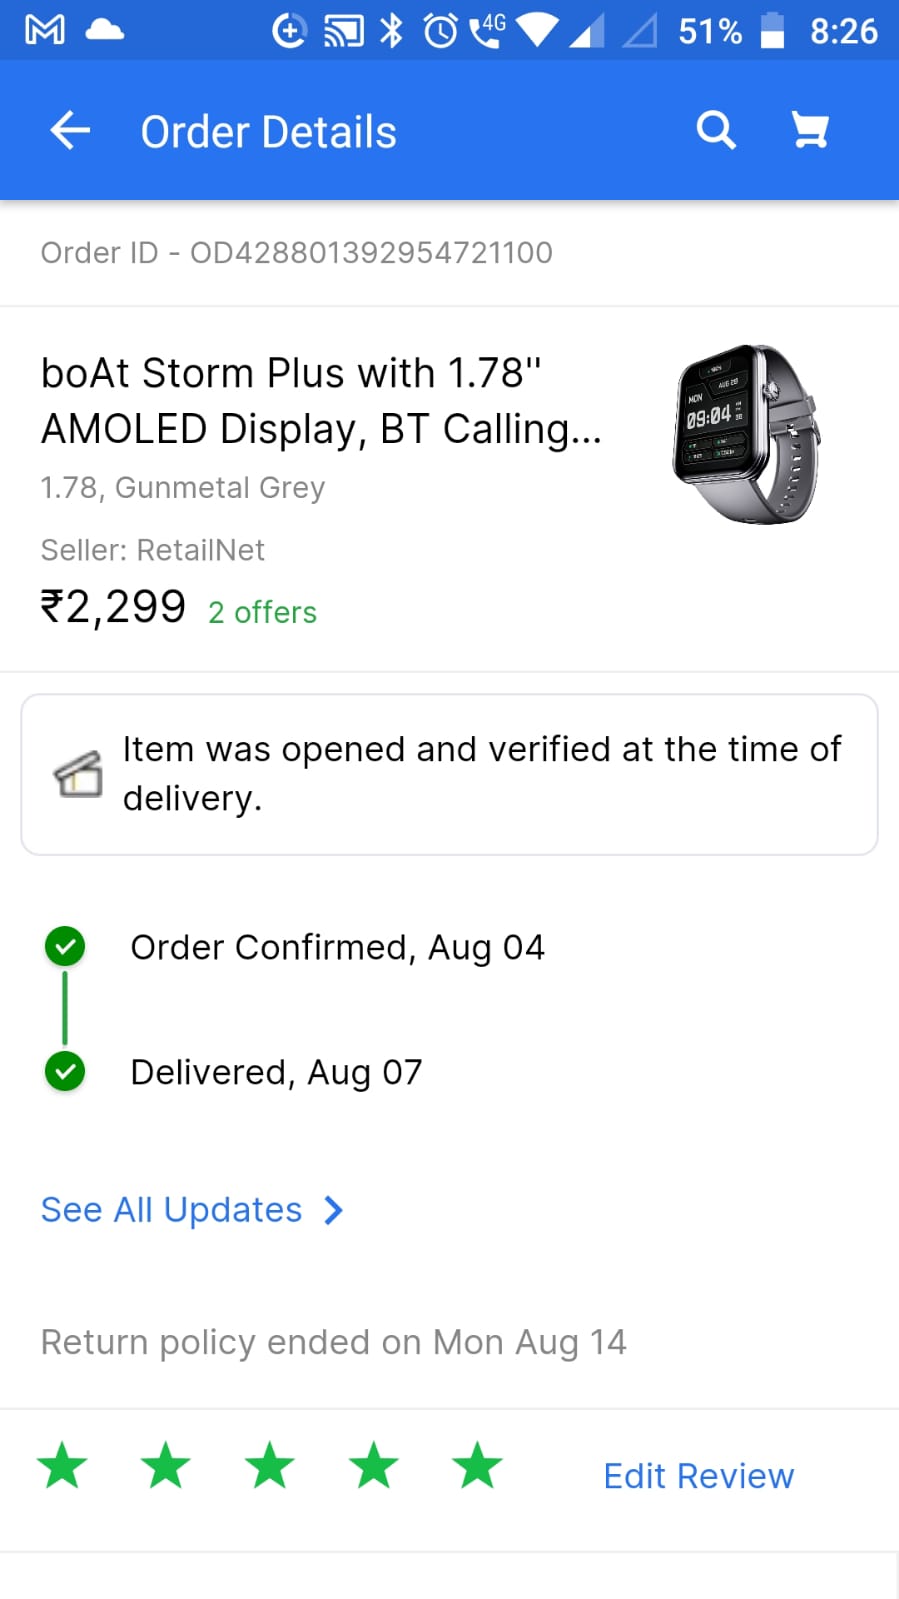 4G 51% 8:26
Order Details
Order ID - OD428801392954721100
boAt Storm Plus with 1.78"
AMOLED Display, BT Calling...
1.78, Gunmetal Grey
Seller: RetailNet
₹2,299 2 offers
AUG 28
MON
09:04
Item was opened and verified at the time of
delivery.
Order Confirmed, Aug 04
Delivered, Aug 07
See All Updates
Return policy ended on Mon Aug 14
Edit Review